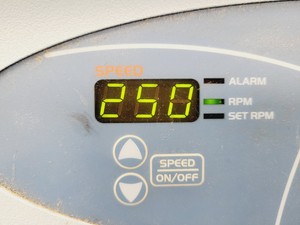 SPEED
ALARM
250
RPM
SET RPM
SPEED
ON/OFF